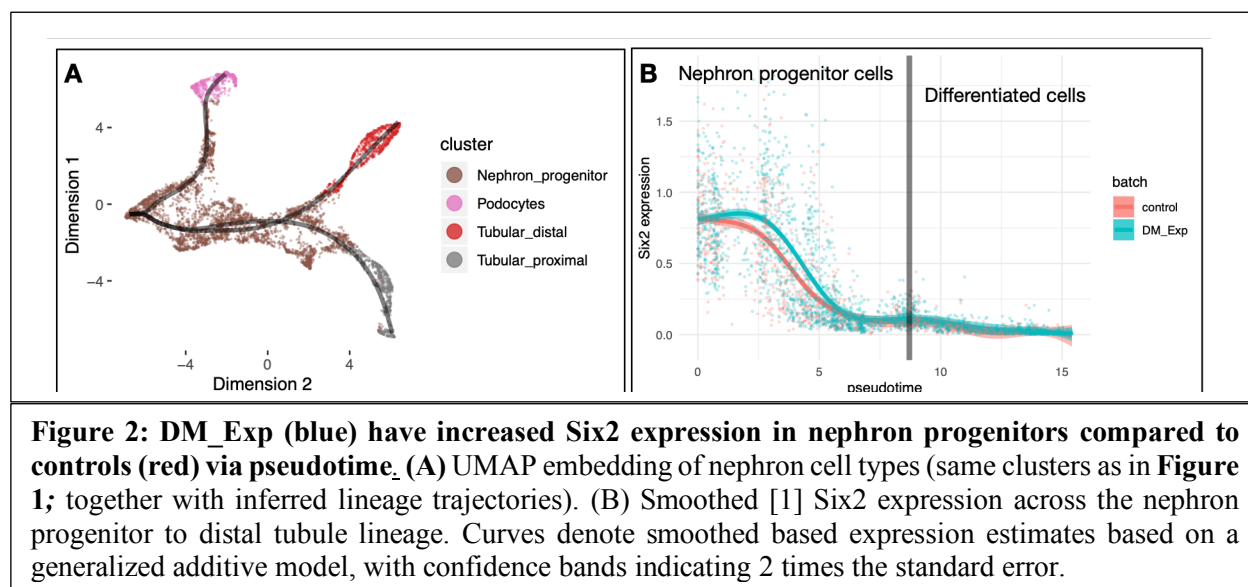 A
4
0
−4
Dimension 1
−4
0
4
Dimension 2
cluster
Nephron_progenitor
Podocytes
Tubular_distal
Tubular_proximal
B
Nephron progenitor cells
Differentiated cells
1.5
1.0
0.5
0.0
Six2 expression
0
5
10
15
pseudotime
batch
control
DM_Exp
Figure 2: DM_Exp (blue) have increased Six2 expression in nephron progenitors compared to
controls (red) via pseudotime. (A) UMAP embedding of nephron cell types (same clusters as in Figure
1; together with inferred lineage trajectories). (B) Smoothed [1] Six2 expression across the nephron
progenitor to distal tubule lineage. Curves denote smoothed based expression estimates based on a
generalized additive model, with confidence bands indicating 2 times the standard error.